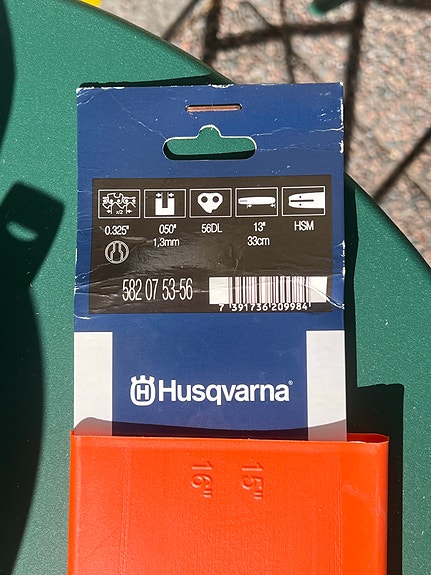 x/2
0.325" 050" 56DL 13" HSM
1,3mm 33cm
582 07 53-56
7 391736 209984
Husqvarna®
16" 15"